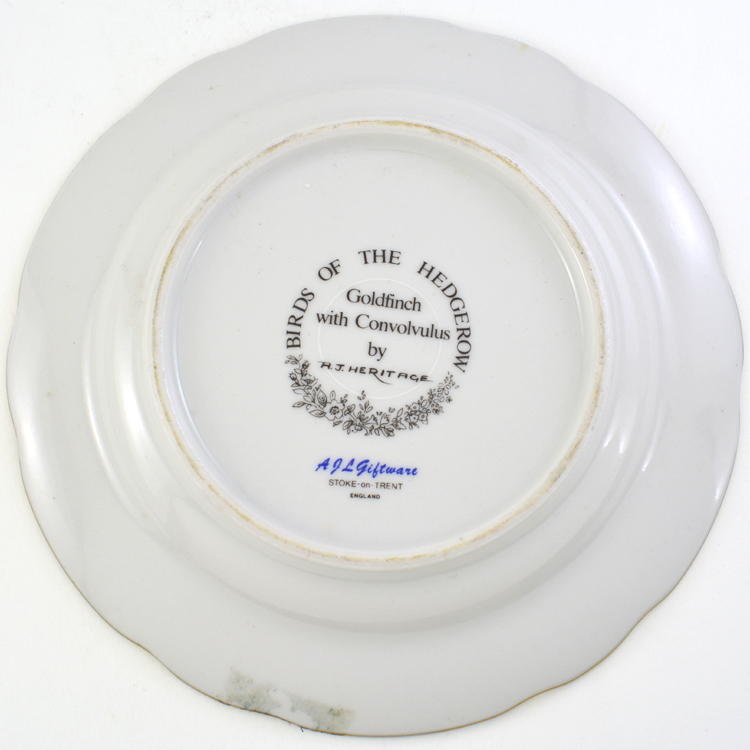 BIRDS OF THE HEDGEROW
Goldfinch
with Convolvulus
by
A.J. HERITAGE
AJL Giftware
STOKE-on-TRENT
ENGLAND